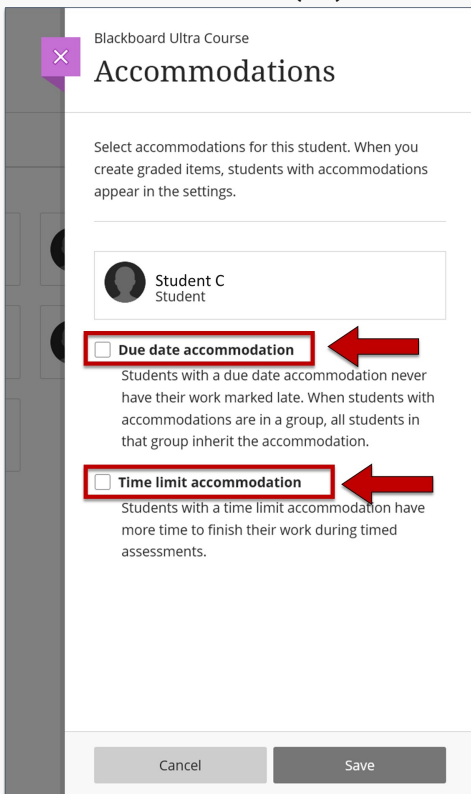 Blackboard Ultra Course
Accommodations
Select accommodations for this student. When you
create graded items, students with accommodations
appear in the settings.
Student C
Student
Due date accommodation
Students with a due date accommodation never
have their work marked late. When students with
accommodations are in a group, all students in
that group inherit the accommodation.
Time limit accommodation
Students with a time limit accommodation have
more time to finish their work during timed
assessments.
Cancel
Save